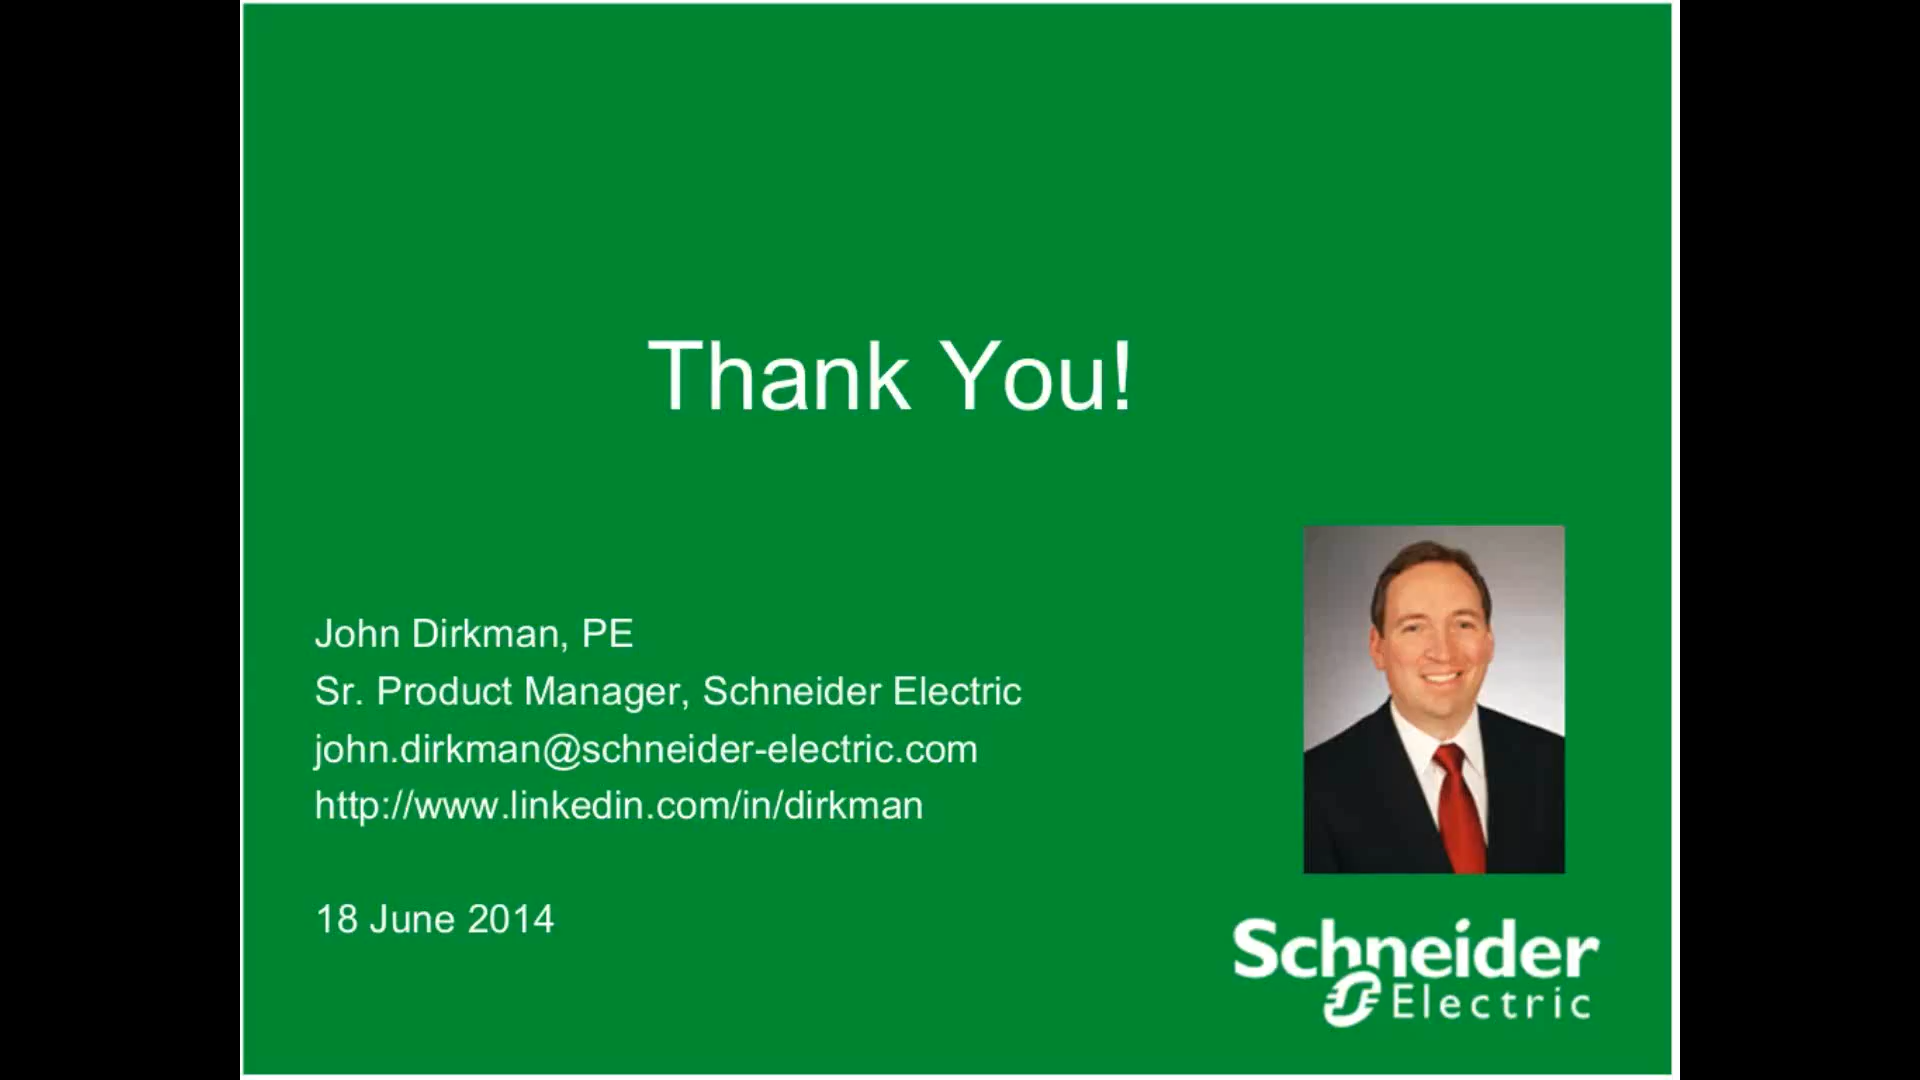 Thank You!
John Dirkman, PE
Sr. Product Manager, Schneider Electric
john.dirkman@schneider-electric.com
http://www.linkedin.com/in/dirkman
18 June 2014
Schneider
Electric